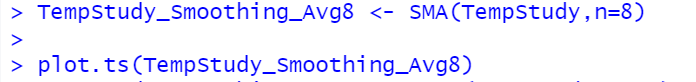 > TempStudy_Smoothing_Avg8 <- SMA(TempStudy,n=8)
>
> plot.ts(TempStudy_Smoothing_Avg8)